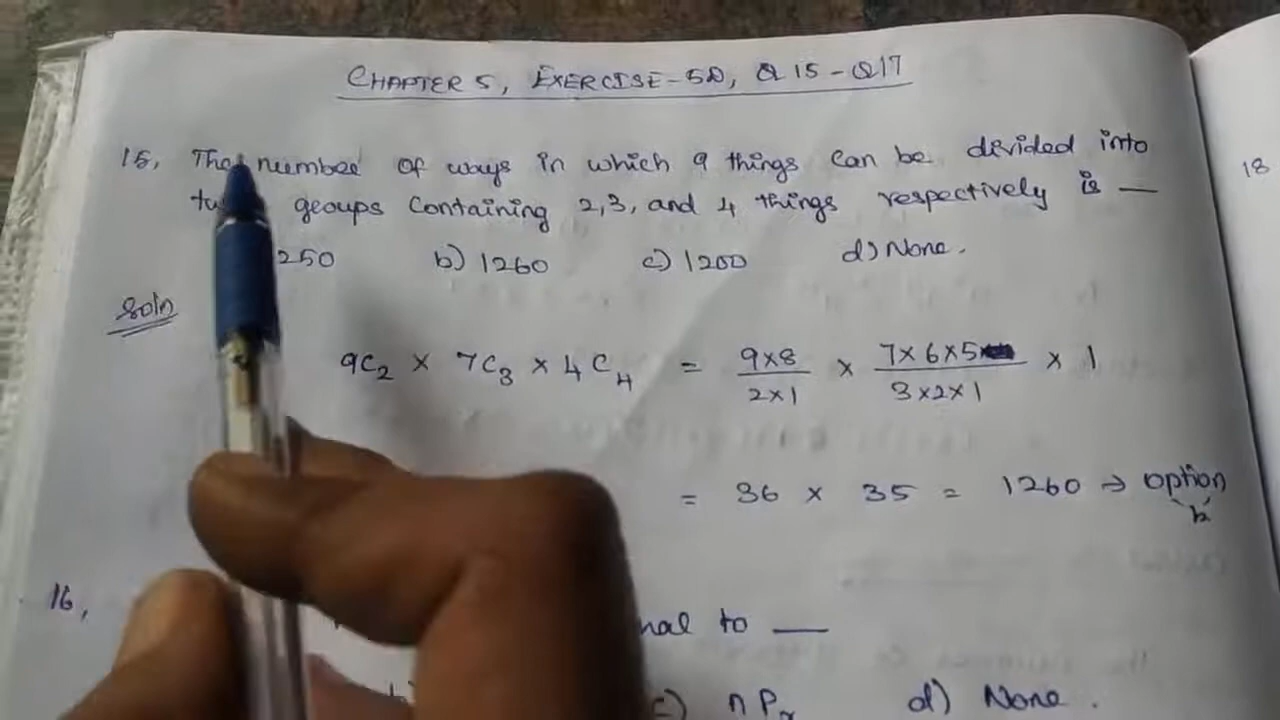 CHAPTER 5, EXERCISE-5D, Q 15 - Q17
15, The number of ways in which 9 things can be divided into
groups containing 2,3, and 4 things respectively is —
250 b) 1260 c) 1200 d) None.
18
Soln
9C2 × 7C3 × 4C4 = 9×8/2×1 × 7×6×5/3×2×1 × 1
= 36 × 35 = 1260 → option 'b'
16, to —
c) nPr d) None.